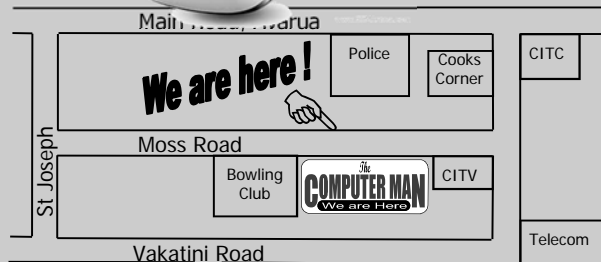 Main Road, Avarua
Police
Cooks
Corner
CITC
We are here !
Moss Road
St Joseph
Bowling
Club
The
COMPUTER MAN
We are Here
CITV
Telecom
Vakatini Road